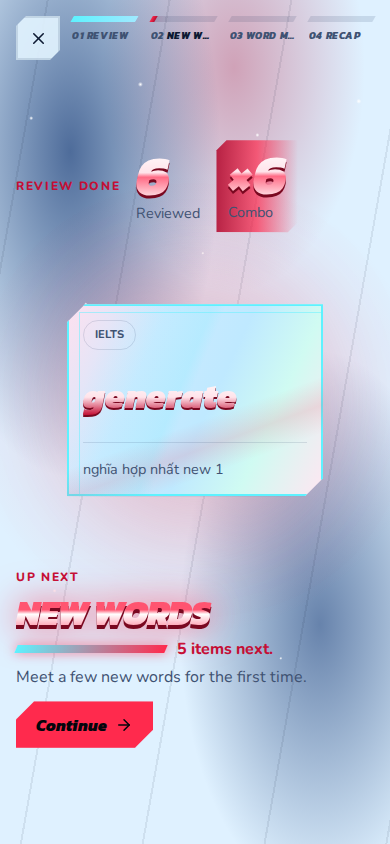 01 REVIEW
02 NEW W…
03 WORD M…
04 RECAP
REVIEW DONE
6
Reviewed
×6
Combo
IELTS
generate
nghĩa hợp nhất new 1
UP NEXT
NEW WORDS
5 items next.
Meet a few new words for the first time.
Continue →